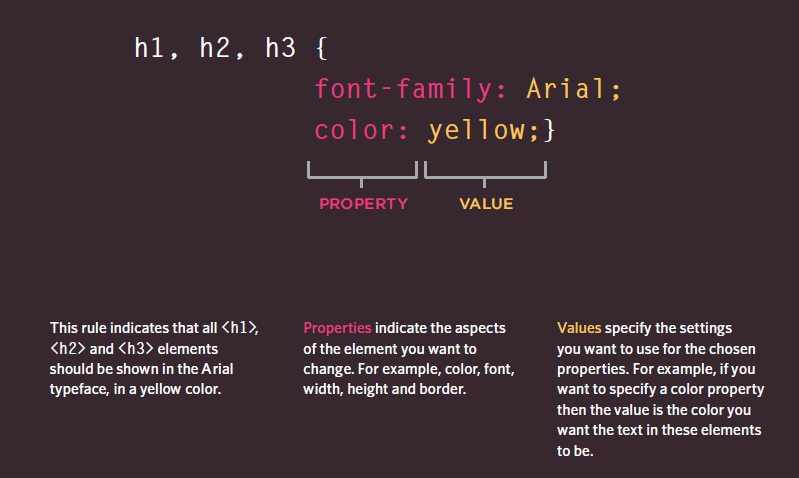 h1, h2, h3 {
font-family: Arial;
color: yellow;}
PROPERTY VALUE
This rule indicates that all <h1>,
<h2> and <h3> elements
should be shown in the Arial
typeface, in a yellow color.
Properties indicate the aspects
of the element you want to
change. For example, color, font,
width, height and border.
Values specify the settings
you want to use for the chosen
properties. For example, if you
want to specify a color property
then the value is the color you
want the text in these elements
to be.